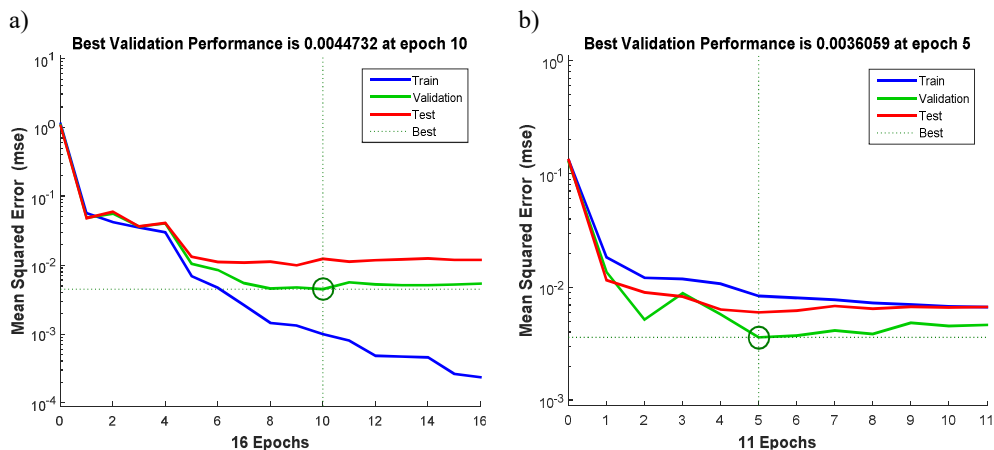 a)
Best Validation Performance is 0.0044732 at epoch 10
10^1
10^0
10^-1
10^-2
10^-3
10^-4
Mean Squared Error (mse)
Train
Validation
Test
Best
0 2 4 6 8 10 12 14 16
16 Epochs
b)
Best Validation Performance is 0.0036059 at epoch 5
10^0
10^-1
10^-2
10^-3
Mean Squared Error (mse)
Train
Validation
Test
Best
0 1 2 3 4 5 6 7 8 9 10 11
11 Epochs